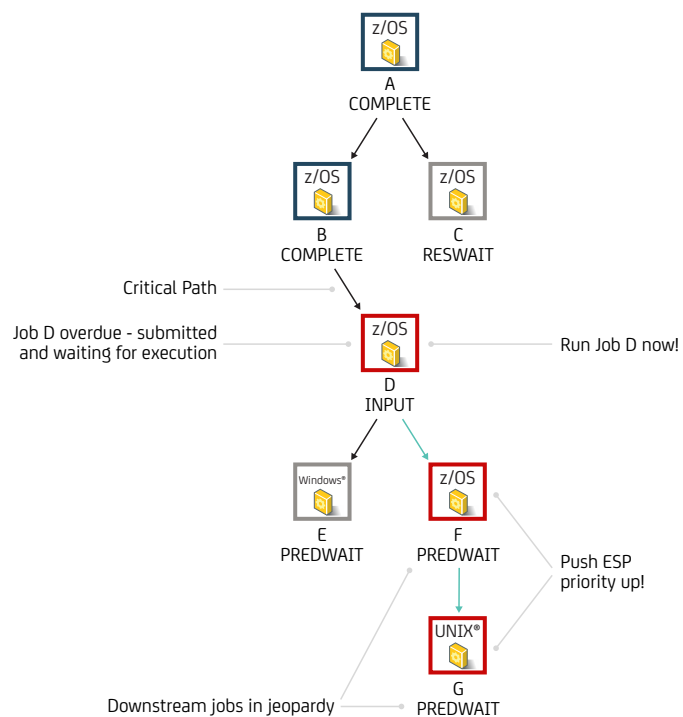 z/OS
A
COMPLETE
z/OS
z/OS
B
COMPLETE
C
RESWAIT
Critical Path
Job D overdue - submitted
and waiting for execution
z/OS
Run Job D now!
D
INPUT
Windows®
z/OS
E
PREDWAIT
F
PREDWAIT
Push ESP
priority up!
UNIX®
G
PREDWAIT
Downstream jobs in jeopardy